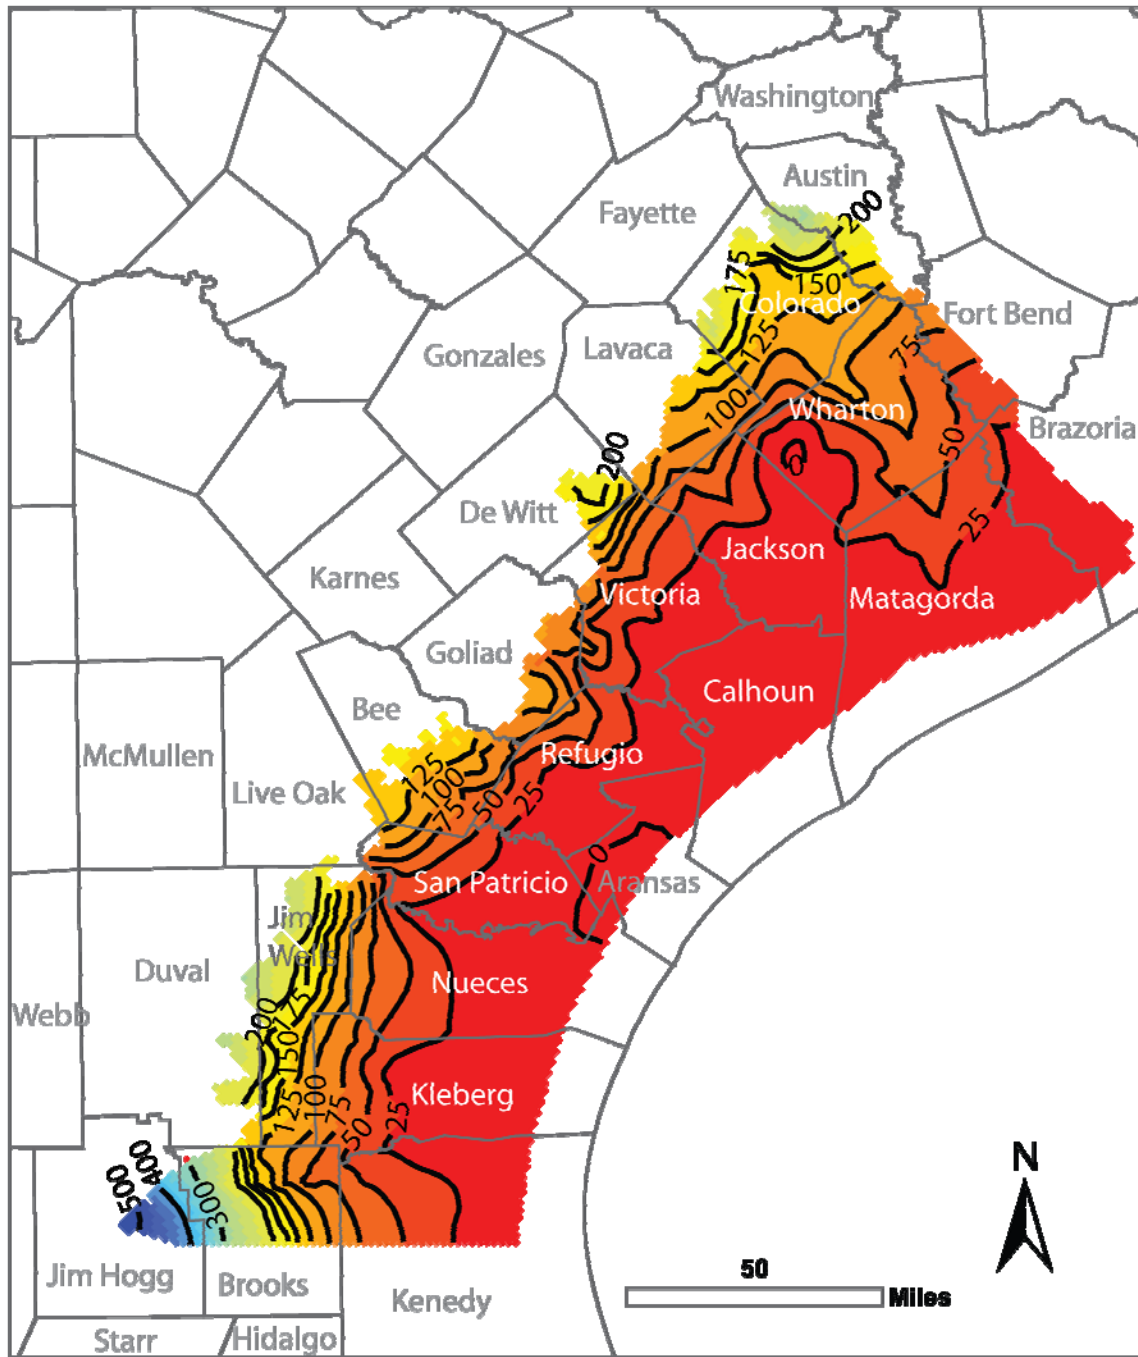 Washington
Austin
Fayette
200
175
150
Colorado
Fort Bend
Gonzales
Lavaca
125
75
100
Wharton
Brazoria
200
50
0
De Witt
25
Jackson
Karnes
Victoria
Matagorda
Goliad
Calhoun
Bee
McMullen
Refugio
Live Oak
125
100
75
50
25
0
San Patricio
Aransas
Jim
Wells
Duval
Nueces
Webb
200
175
150
Kleberg
125
100
75
50
25
N
500
400
300
Jim Hogg
Brooks
Kenedy
50
Miles
Starr
Hidalgo